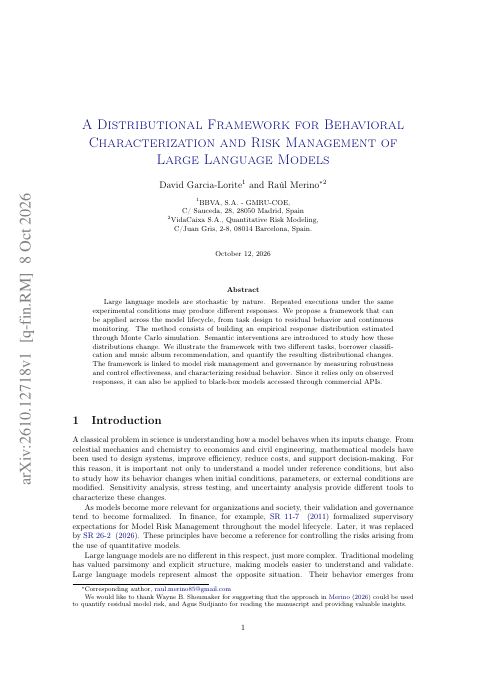 arXiv:2610.12718v1 [q-fin.RM] 8 Oct 2026
A Distributional Framework for Behavioral
Characterization and Risk Management of
Large Language Models
David Garcia-Lorite1 and Raúl Merino*2
1BBVA, S.A. - GMRU-COE.
C/ Sauceda, 28, 28050 Madrid, Spain
2VidaCaixa S.A., Quantitative Risk Modeling,
C/Juan Gris, 2-8, 08014 Barcelona, Spain.
October 12, 2026
Abstract
Large language models are stochastic by nature. Repeated executions under the same
experimental conditions may produce different responses. We propose a framework that can
be applied across the model lifecycle, from task design to residual behavior and continuous
monitoring. The method consists of building an empirical response distribution estimated
through Monte Carlo simulation. Semantic interventions are introduced to study how these
distributions change. We illustrate the framework with two different tasks, borrower classifi-
cation and music album recommendation, and quantify the resulting distributional changes.
The framework is linked to model risk management and governance by measuring robustness
and control effectiveness, and characterizing residual behavior. Since it relies only on observed
responses, it can also be applied to black-box models accessed through commercial APIs.
1 Introduction
A classical problem in science is understanding how a model behaves when its inputs change. From
celestial mechanics and chemistry to economics and civil engineering, mathematical models have
been used to design systems, improve efficiency, reduce costs, and support decision-making. For
this reason, it is important not only to understand a model under reference conditions, but also
to study how its behavior changes when initial conditions, parameters, or external conditions are
modified. Sensitivity analysis, stress testing, and uncertainty analysis provide different tools to
characterize these changes.
As models become more relevant for organizations and society, their validation and governance
tend to become formalized. In finance, for example, SR 11-7 (2011) formalized supervisory
expectations for Model Risk Management throughout the model lifecycle. Later, it was replaced
by SR 26-2 (2026). These principles have become a reference for controlling the risks arising from
the use of quantitative models.
Large language models are no different in this respect, just more complex. Traditional modeling
has valued parsimony and explicit structure, making models easier to understand and validate.
Large language models represent almost the opposite situation. Their behavior emerges from
*Corresponding author, raul.merino85@gmail.com
We would like to thank Wayne B. Shoumaker for suggesting that the approach in Merino (2026) could be used
to quantify residual model risk, and Agus Sudjianto for reading the manuscript and providing valuable insights.
1